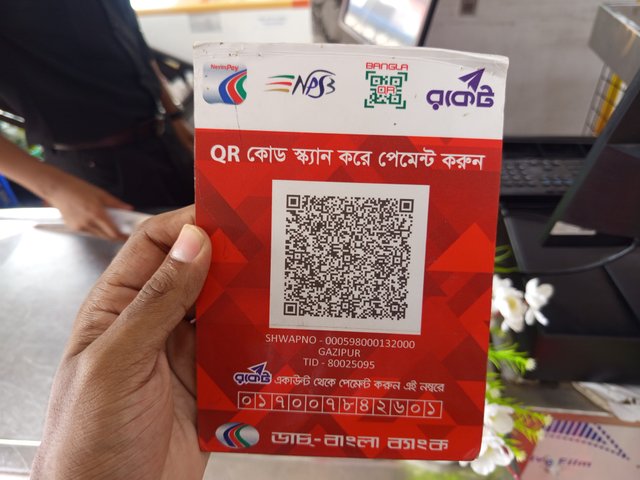 NexusPay
NPSB
BANGLA
QR
রকেট
QR কোড স্ক্যান করে পেমেন্ট করুন
SHWAPNO - 000598000132000
GAZIPUR
TID - 80025095
রকেট একাউন্ট থেকে পেমেন্ট করুন এই নম্বরে
০১৭০০৭৮৪২৬০১
ডাচ্-বাংলা ব্যাংক
Film